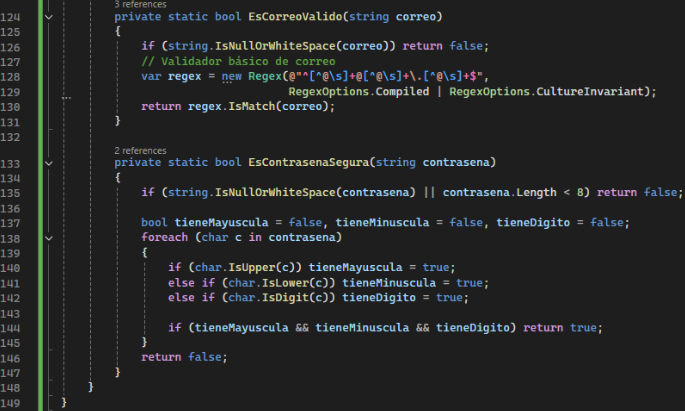 3 references
124 private static bool EsCorreoValido(string correo)
125 {
126 if (string.IsNullOrWhiteSpace(correo)) return false;
127 // Validador básico de correo
128 var regex = new Regex(@"^[^@\s]+@[^@\s]+\.[^@\s]+$",
129 RegexOptions.Compiled | RegexOptions.CultureInvariant);
130 return regex.IsMatch(correo);
131 }
132
2 references
133 private static bool EsContrasenaSegura(string contrasena)
134 {
135 if (string.IsNullOrWhiteSpace(contrasena) || contrasena.Length < 8) return false;
136
137 bool tieneMayuscula = false, tieneMinuscula = false, tieneDigito = false;
138 foreach (char c in contrasena)
139 {
140 if (char.IsUpper(c)) tieneMayuscula = true;
141 else if (char.IsLower(c)) tieneMinuscula = true;
142 else if (char.IsDigit(c)) tieneDigito = true;
143
144 if (tieneMayuscula && tieneMinuscula && tieneDigito) return true;
145 }
146 return false;
147 }
148 }
149 }